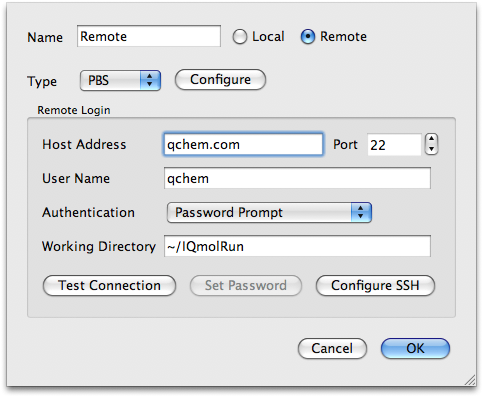 Name Remote Local Remote
Type PBS Configure
Remote Login
Host Address qchem.com Port 22
User Name qchem
Authentication Password Prompt
Working Directory ~/IQmolRun
Test Connection Set Password Configure SSH
Cancel OK